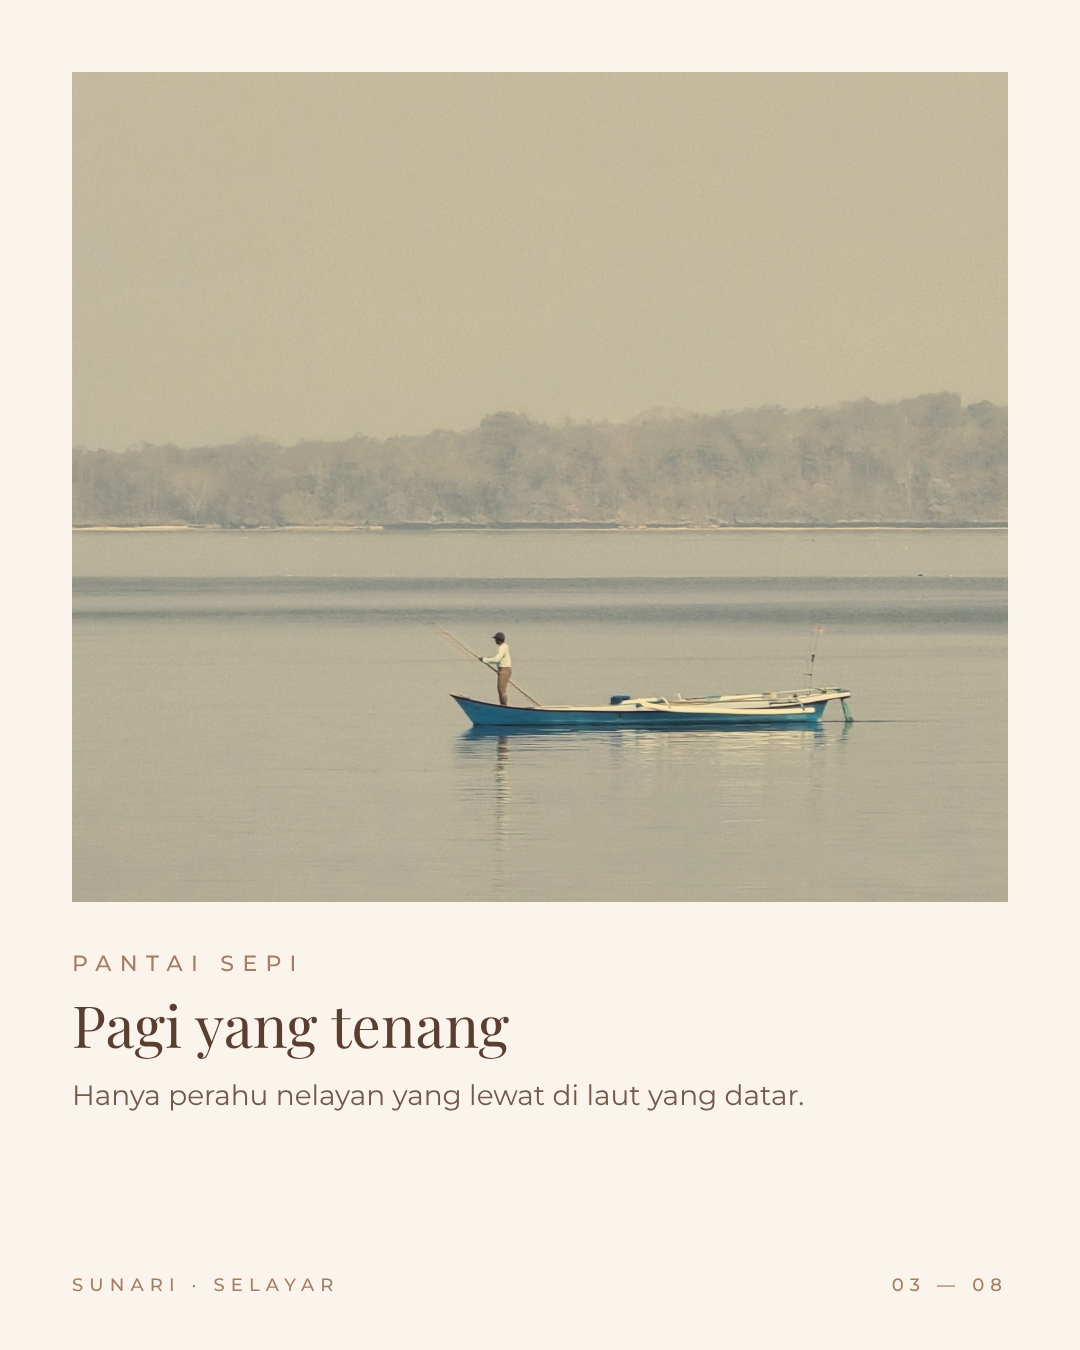 PANTAI SEPI
Pagi yang tenang
Hanya perahu nelayan yang lewat di laut yang datar.
SUNARI · SELAYAR
03 — 08